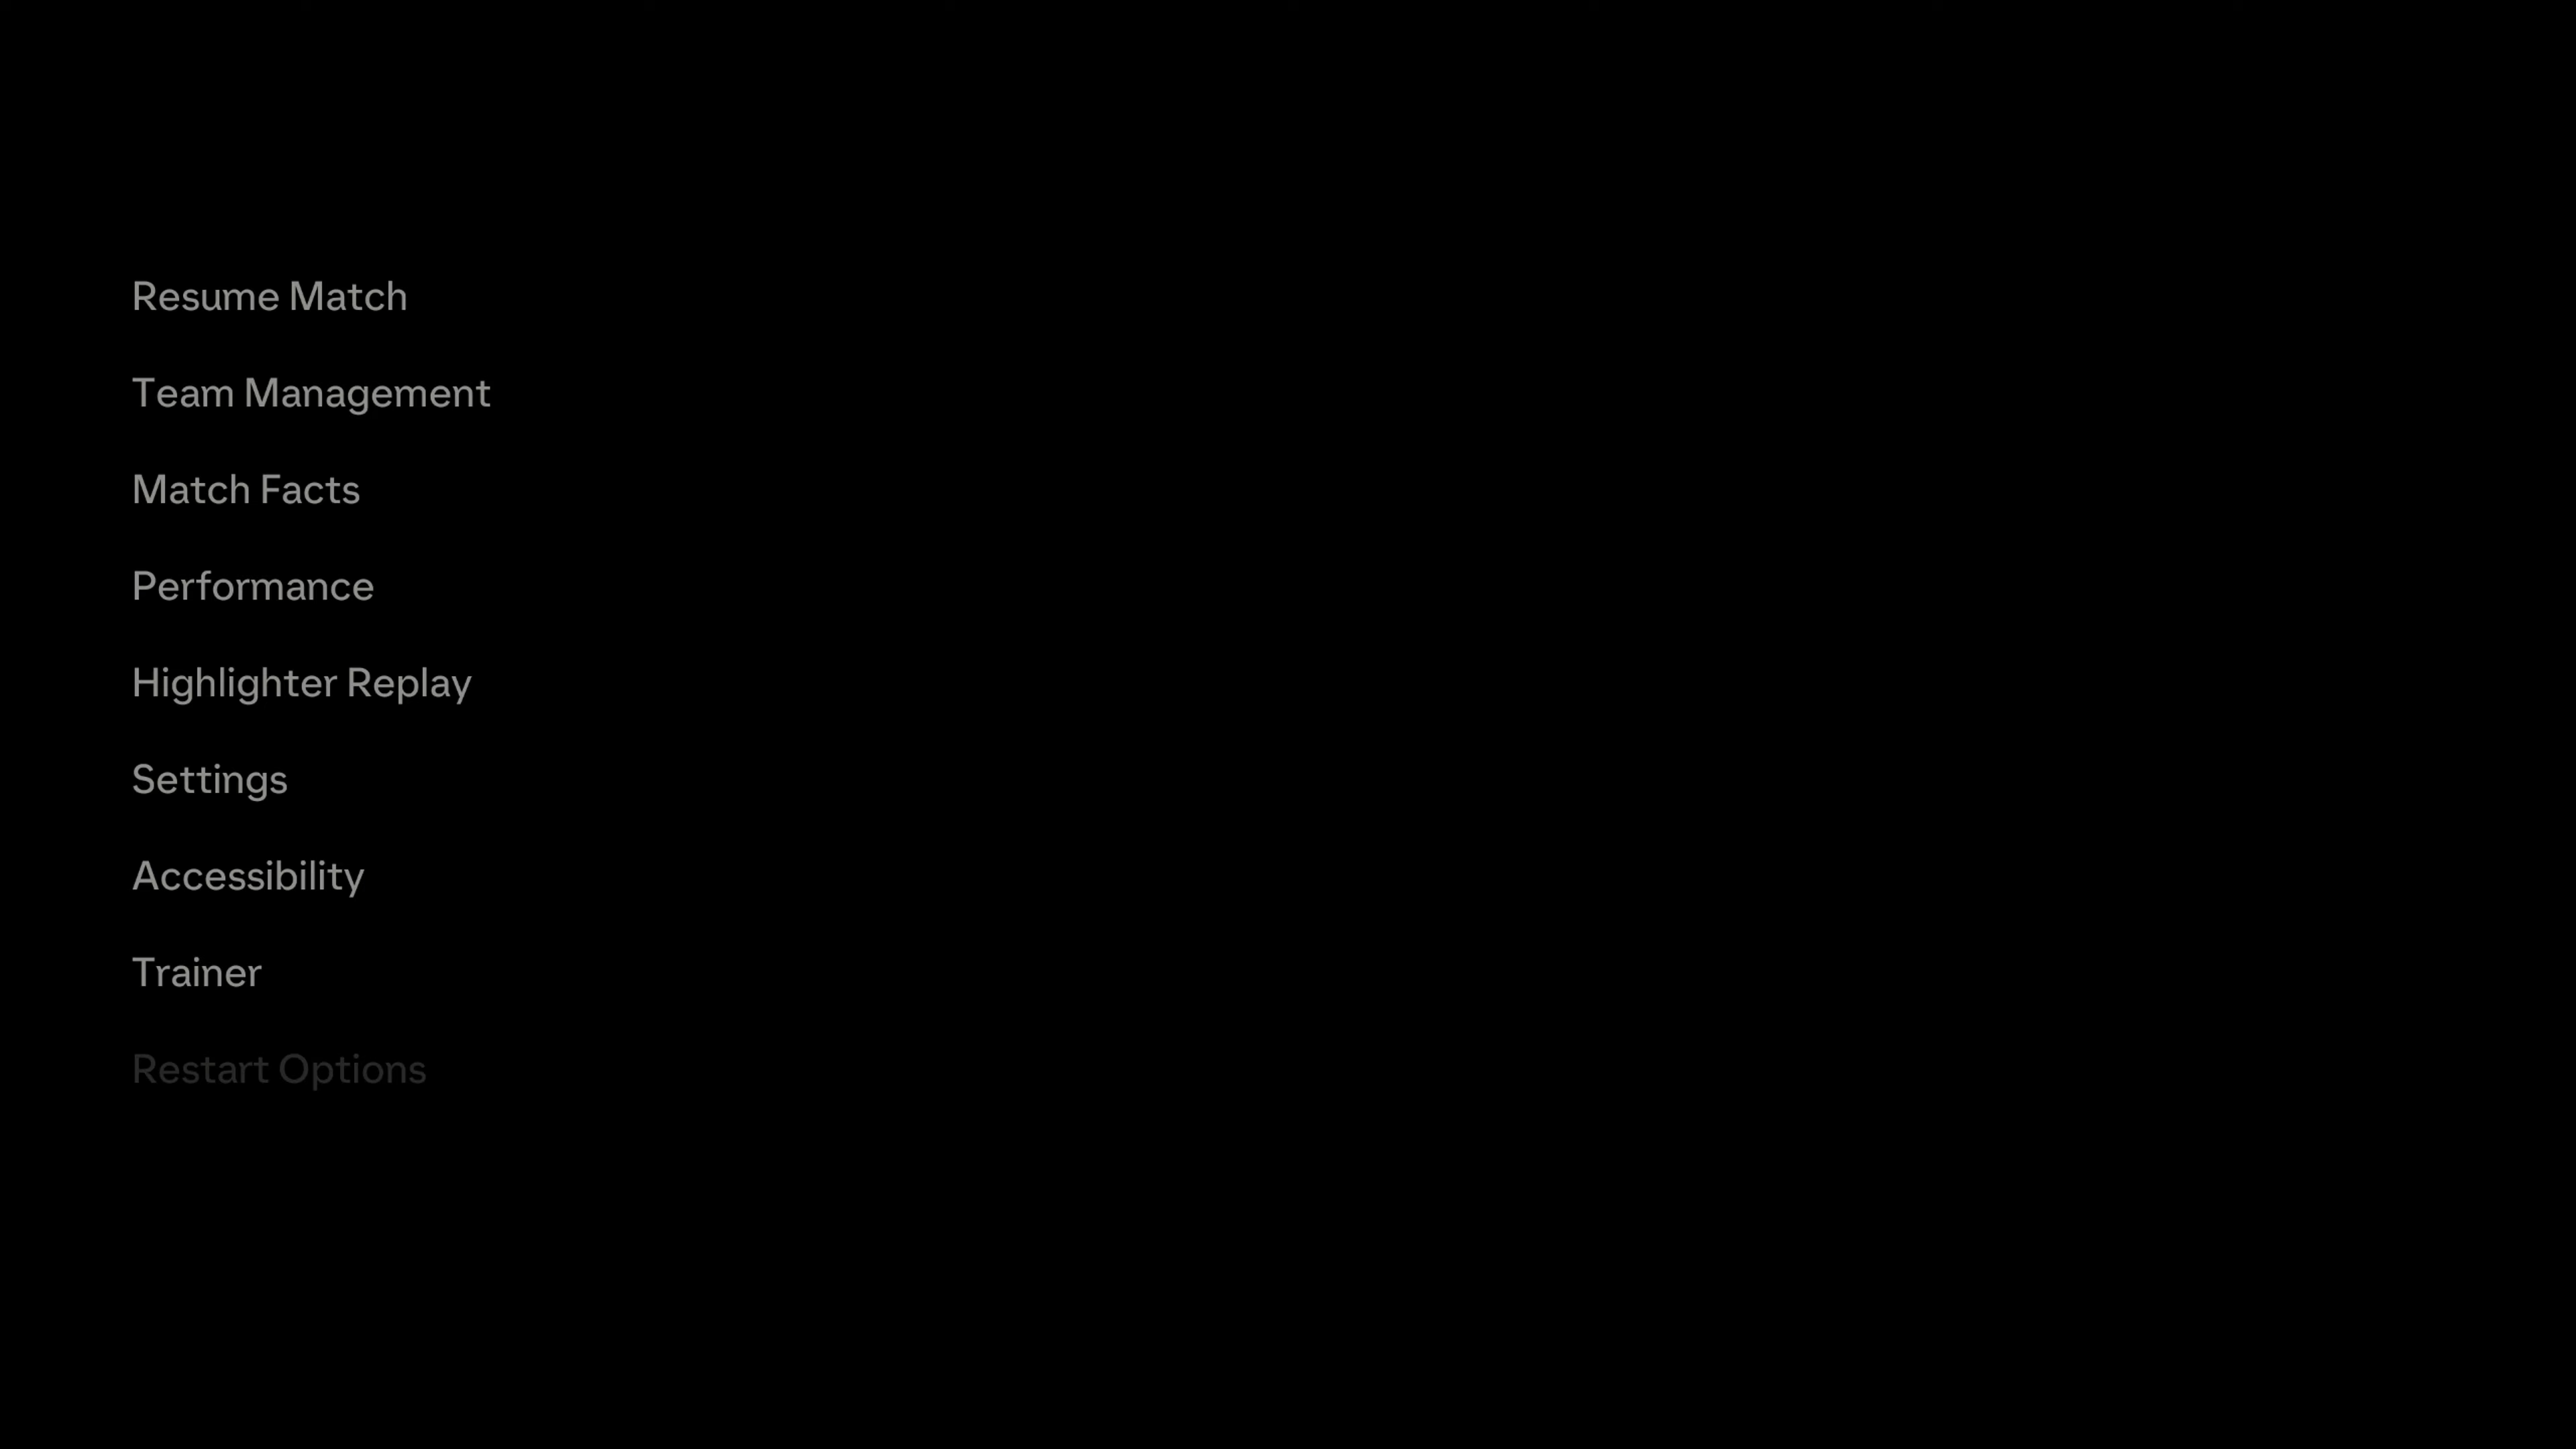 Resume Match
Team Management
Match Facts
Performance
Highlighter Replay
Settings
Accessibility
Trainer
Restart Options